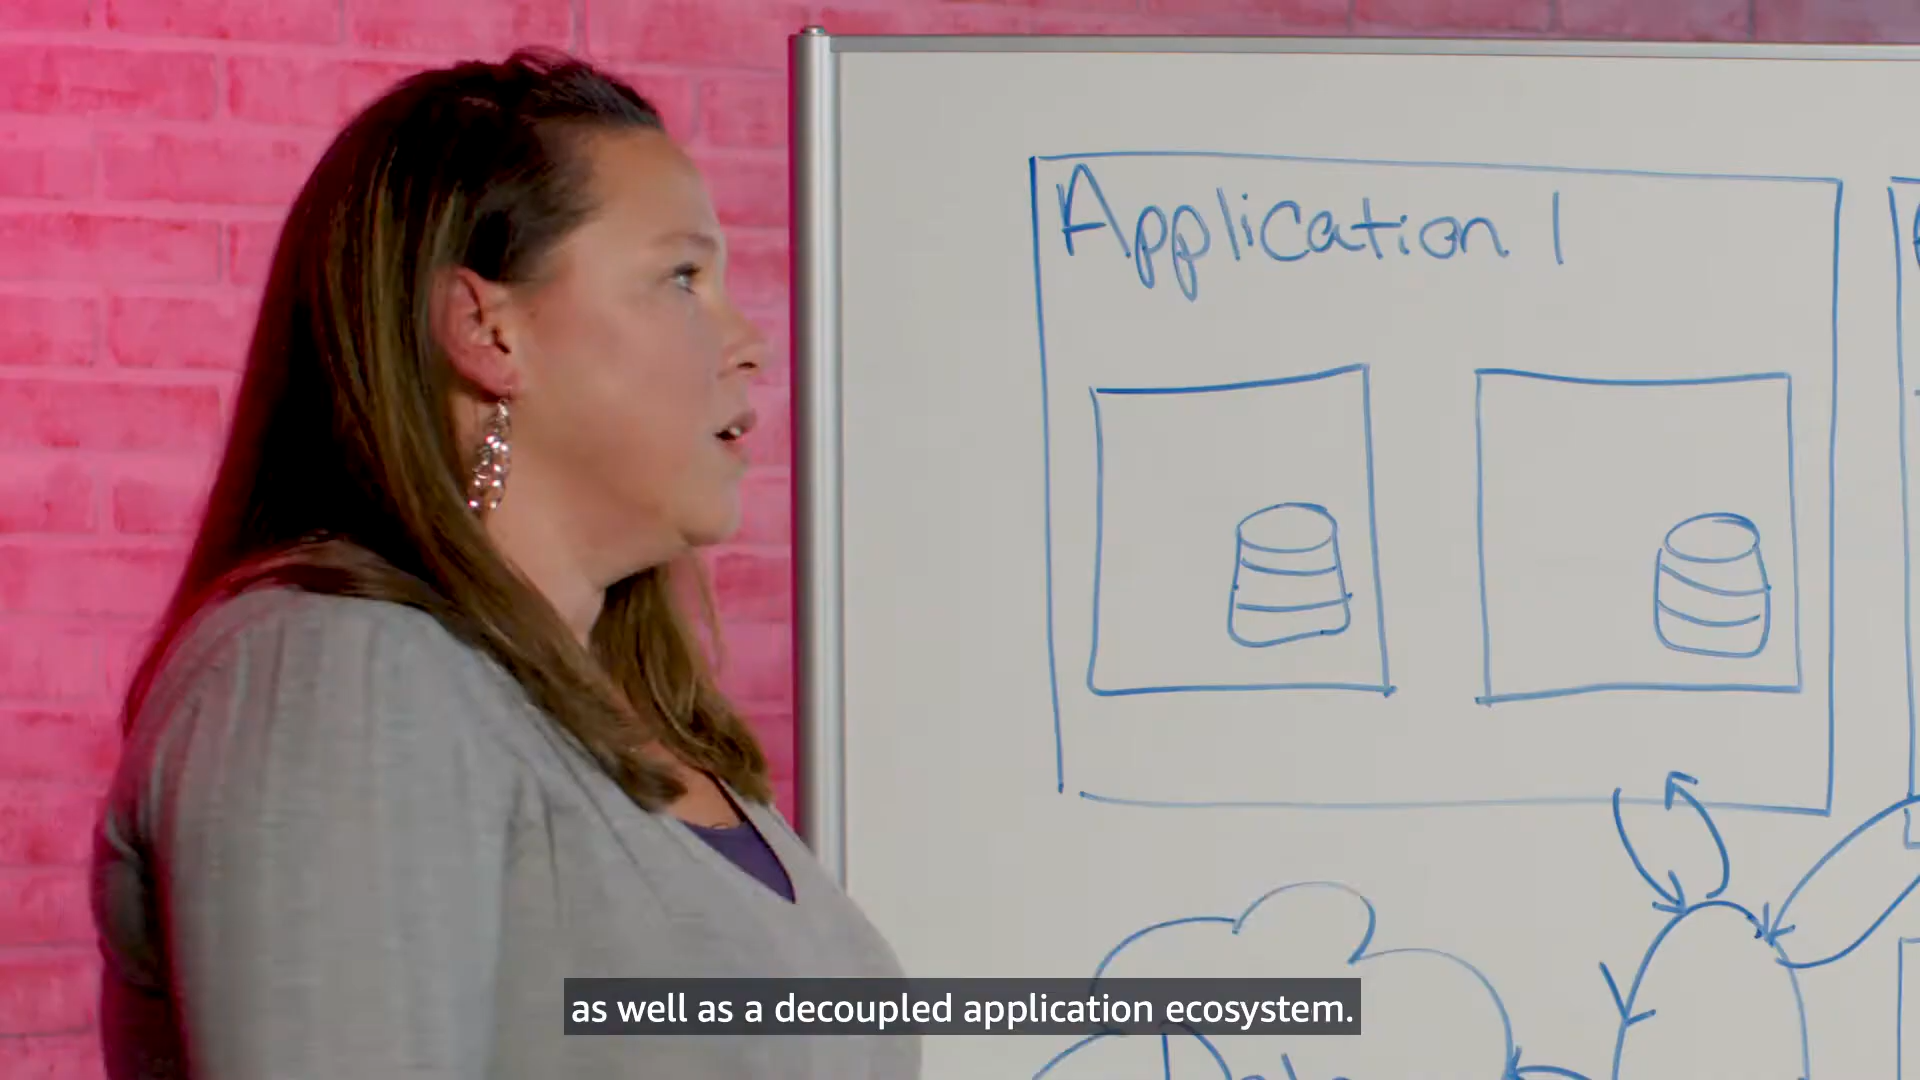 Application 1
as well as a decoupled application ecosystem.